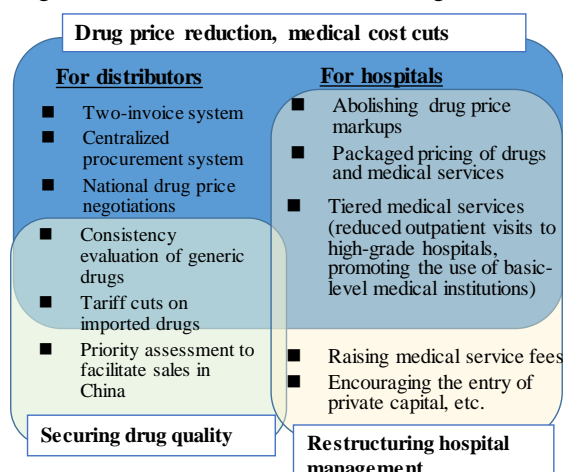 Drug price reduction, medical cost cuts
For distributors
■ Two-invoice system
■ Centralized
procurement system
■ National drug price
negotiations
■ Consistency
evaluation of generic
drugs
■ Tariff cuts on
imported drugs
■ Priority assessment to
facilitate sales in
China
For hospitals
■ Abolishing drug price
markups
■ Packaged pricing of drugs
and medical services
■ Tiered medical services
(reduced outpatient visits to
high-grade hospitals,
promoting the use of basic-
level medical institutions)
■ Raising medical service fees
■ Encouraging the entry of
private capital, etc.
Securing drug quality
Restructuring hospital
management